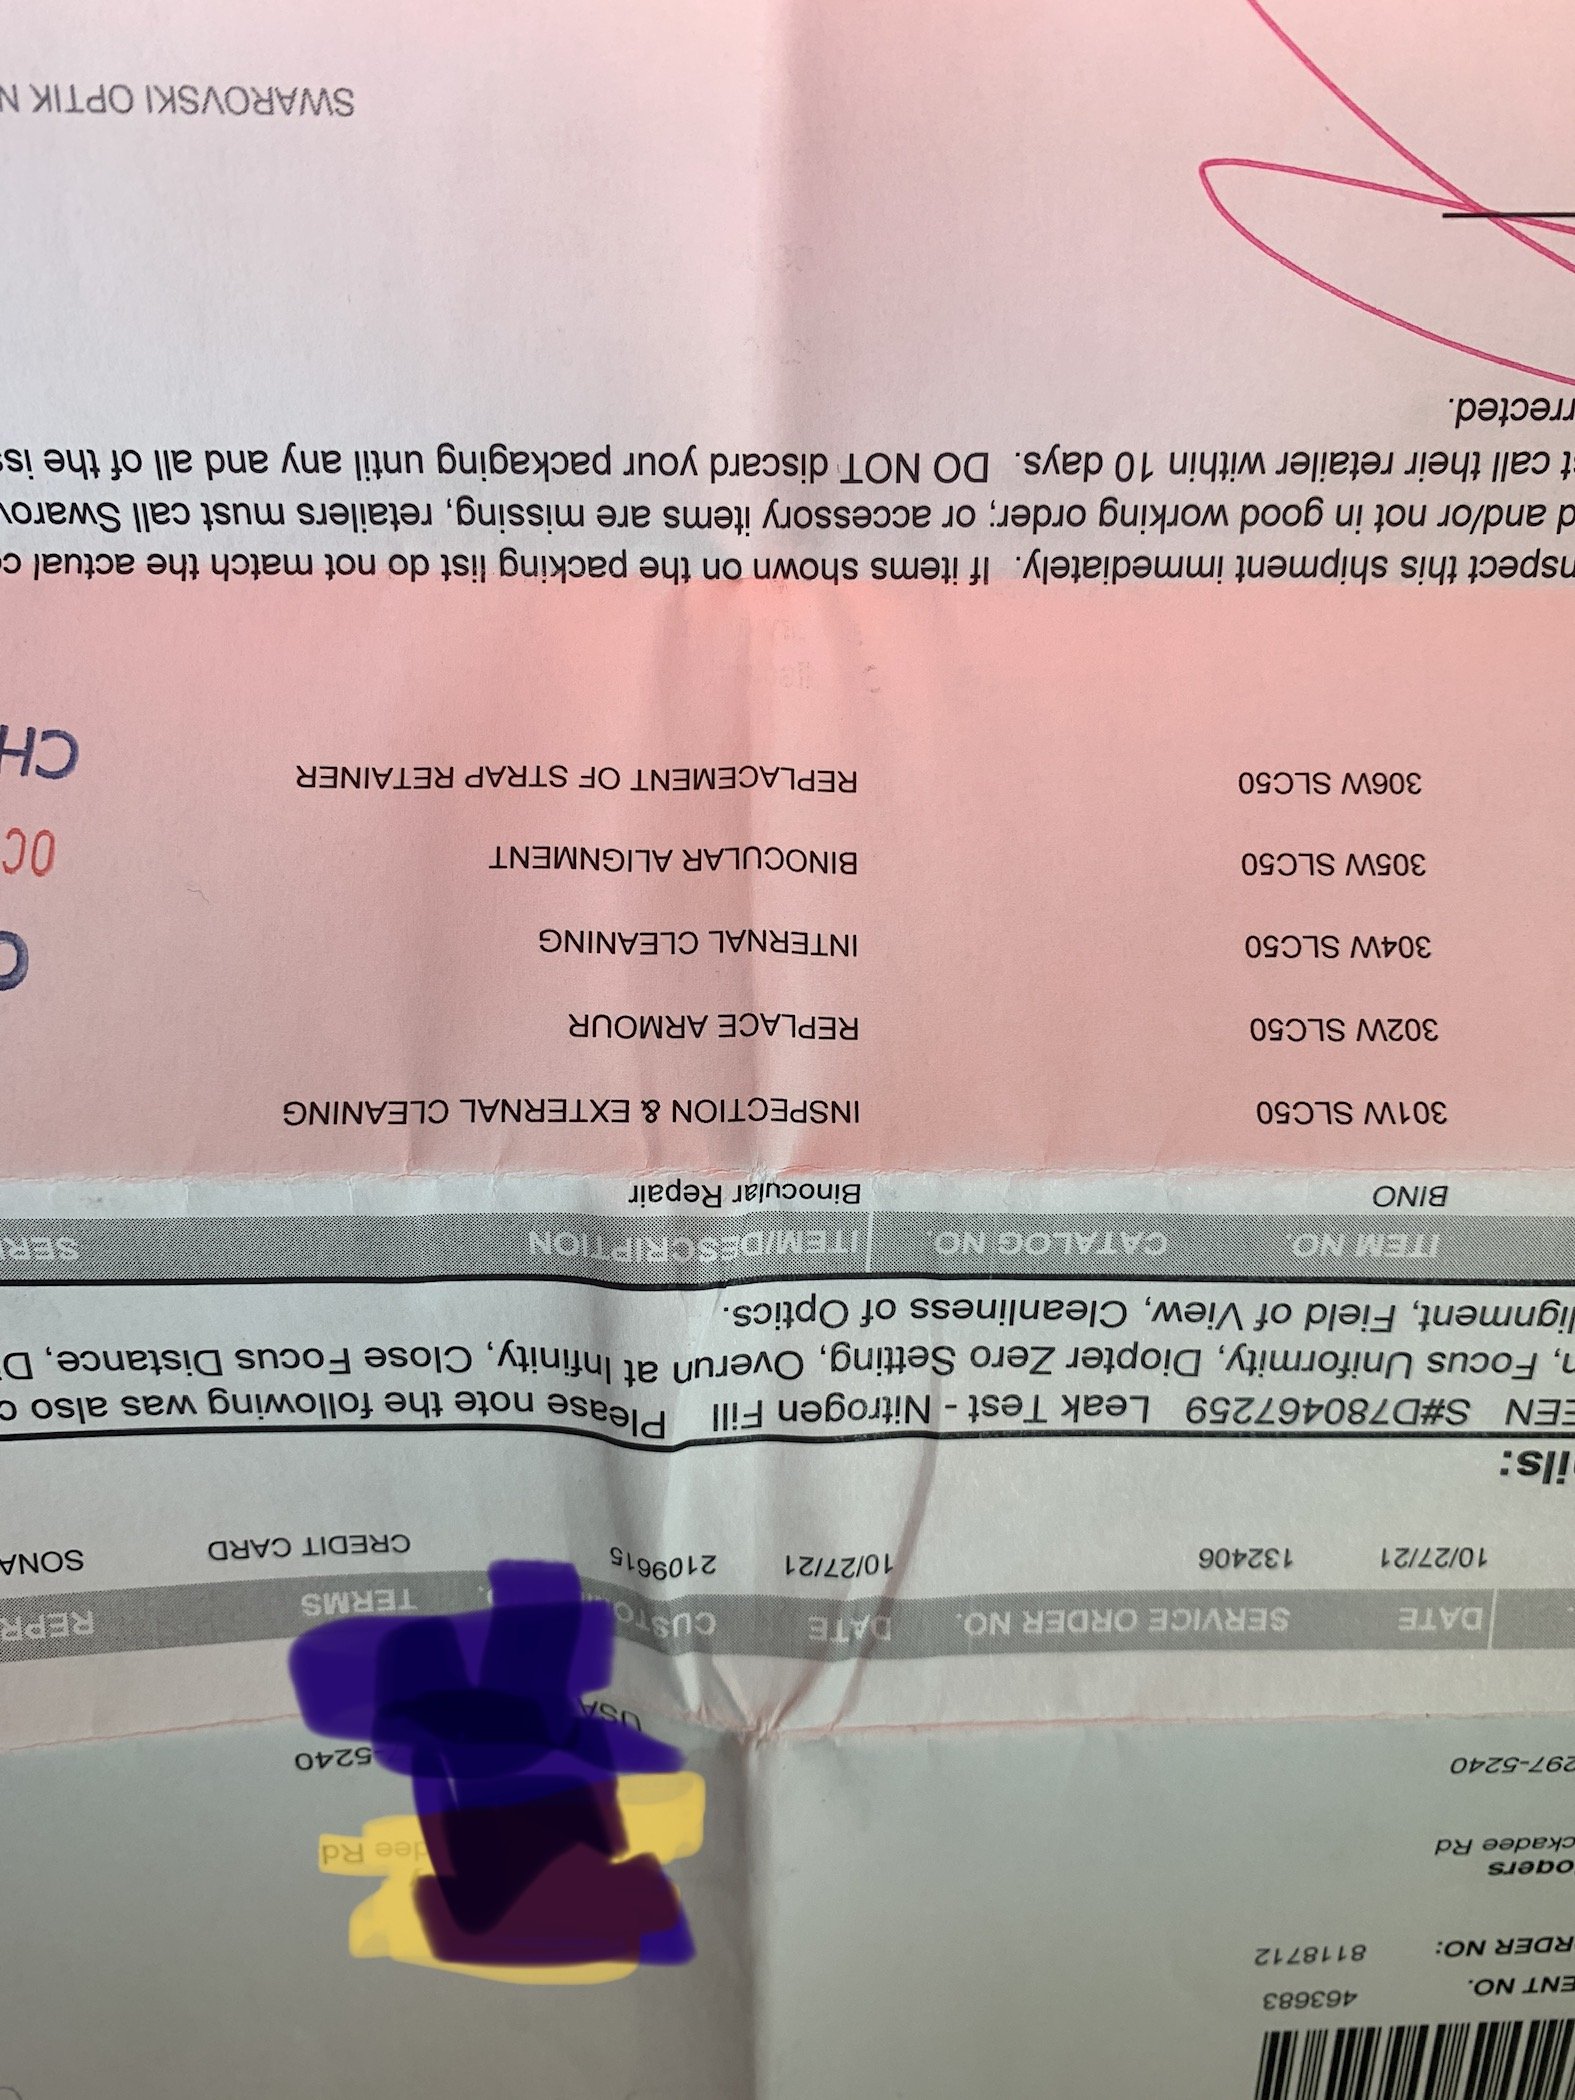 ENT NO. 463683
RDER NO: 8118712
ogers
ckadee Rd dee Rd
297-5240 -5240
USA
DATE SERVICE ORDER NO. DATE CUSTO TERMS REPR
10/27/21 132406 10/27/21 2109615 CREDIT CARD SONA
ils:
EEN S#D780467259 Leak Test - Nitrogen Fill Please note the following was also c
n, Focus Uniformity, Diopter Zero Setting, Overun at Infinity, Close Focus Distance, D
lignment, Field of View, Cleanliness of Optics.
ITEM NO. CATALOG NO. ITEM/DESCRIPTION SER
BINO Binocular Repair
301W SLC50 INSPECTION & EXTERNAL CLEANING
302W SLC50 REPLACE ARMOUR
304W SLC50 INTERNAL CLEANING
305W SLC50 BINOCULAR ALIGNMENT OC
306W SLC50 REPLACEMENT OF STRAP RETAINER CH
nspect this shipment immediately. If items shown on the packing list do not match the actual c
d and/or not in good working order; or accessory items are missing, retailers must call Swarov
t call their retailer within 10 days. DO NOT discard your packaging until any and all of the iss
rrected.
SWAROVSKI OPTIK N